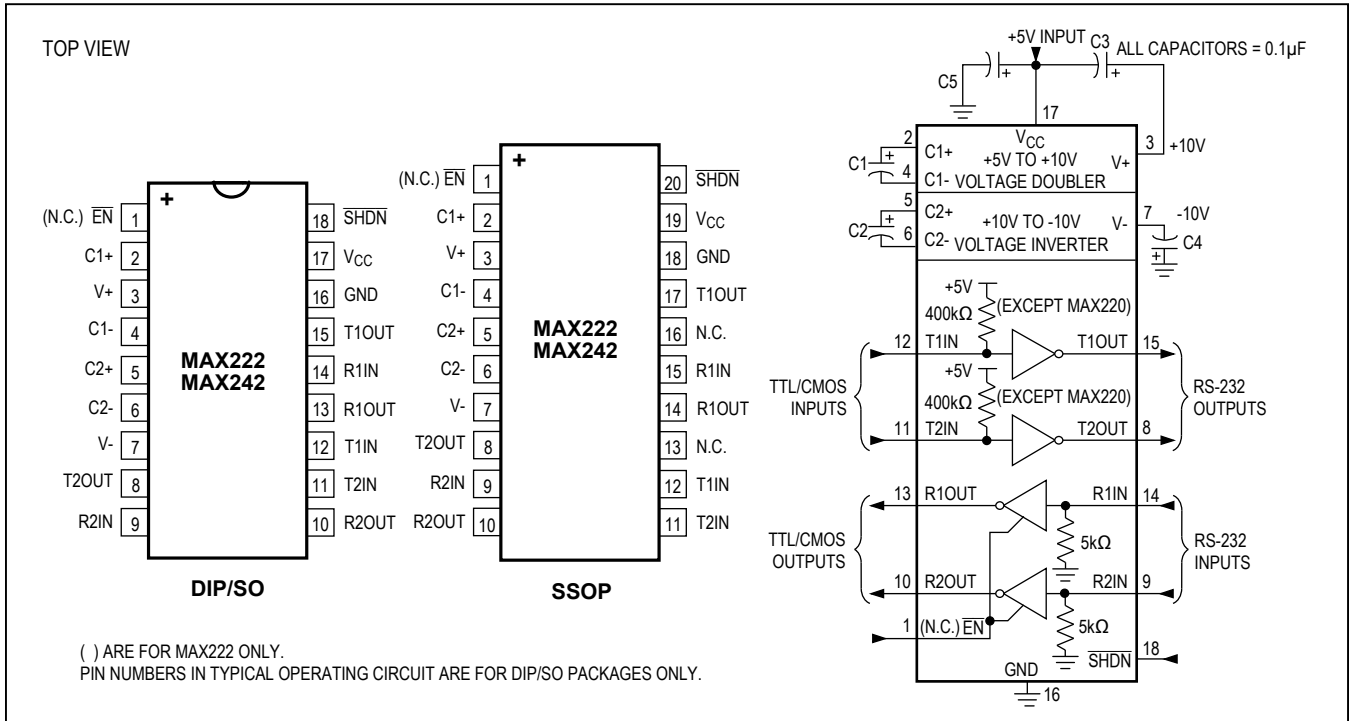 TOP VIEW
(N.C.) EN 1
C1+ 2
V+ 3
C1- 4
C2+ 5
C2- 6
V- 7
T2OUT 8
R2IN 9
+
MAX222
MAX242
18 SHDN
17 VCC
16 GND
15 T1OUT
14 R1IN
13 R1OUT
12 T1IN
11 T2IN
10 R2OUT
DIP/SO
(N.C.) EN 1
C1+ 2
V+ 3
C1- 4
C2+ 5
C2- 6
V- 7
T2OUT 8
R2IN 9
R2OUT 10
+
MAX222
MAX242
20 SHDN
19 VCC
18 GND
17 T1OUT
16 N.C.
15 R1IN
14 R1OUT
13 N.C.
12 T1IN
11 T2IN
SSOP
( ) ARE FOR MAX222 ONLY.
PIN NUMBERS IN TYPICAL OPERATING CIRCUIT ARE FOR DIP/SO PACKAGES ONLY.
+5V INPUT
C3
ALL CAPACITORS = 0.1µF
C5
+
+
17
VCC
2
C1+
+5V TO +10V
VOLTAGE DOUBLER
V+
3
+10V
C1
+
4
C1-
5
C2+
+10V TO -10V
VOLTAGE INVERTER
V-
7
-10V
C4
+
C2
+
6
C2-
+5V
400kΩ
(EXCEPT MAX220)
12
T1IN
T1OUT
15
+5V
400kΩ
(EXCEPT MAX220)
TTL/CMOS
INPUTS
RS-232
OUTPUTS
11
T2IN
T2OUT
8
13
R1OUT
R1IN
14
5kΩ
TTL/CMOS
OUTPUTS
RS-232
INPUTS
10
R2OUT
R2IN
9
5kΩ
1
(N.C.) EN
SHDN
18
GND
16